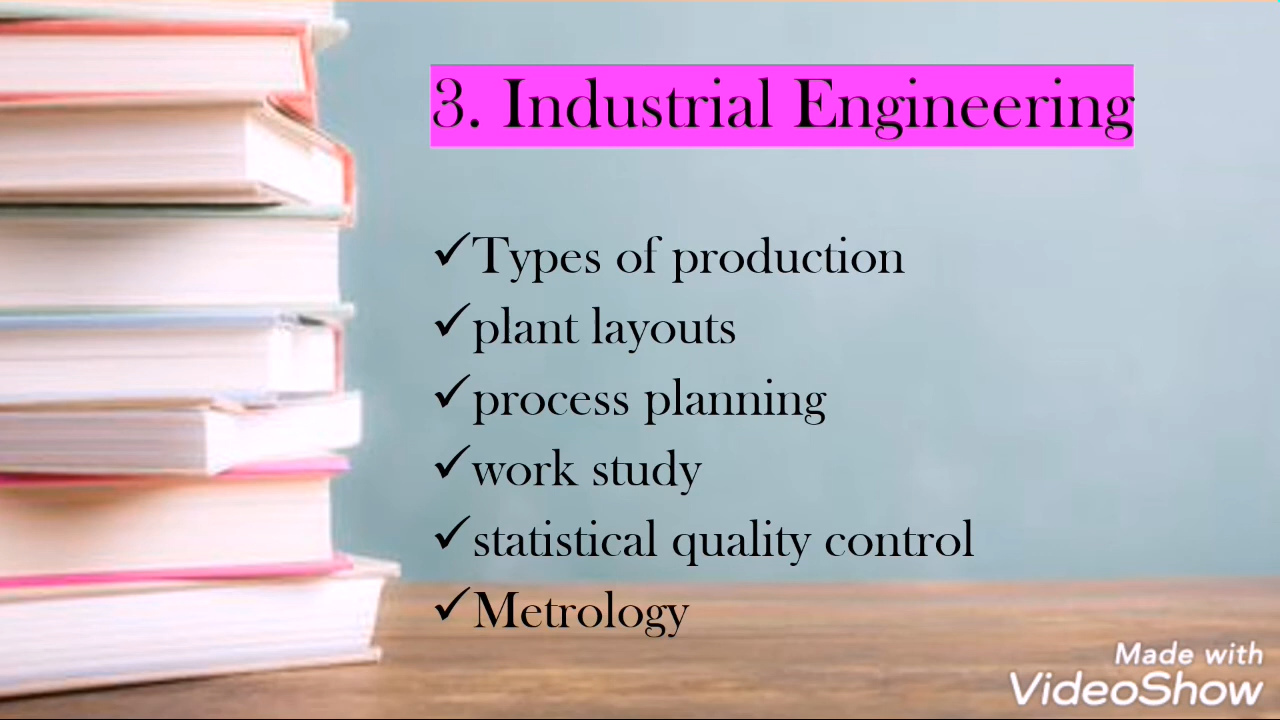 3. Industrial Engineering
✓Types of production
✓plant layouts
✓process planning
✓work study
✓statistical quality control
✓Metrology
Made with
VideoShow